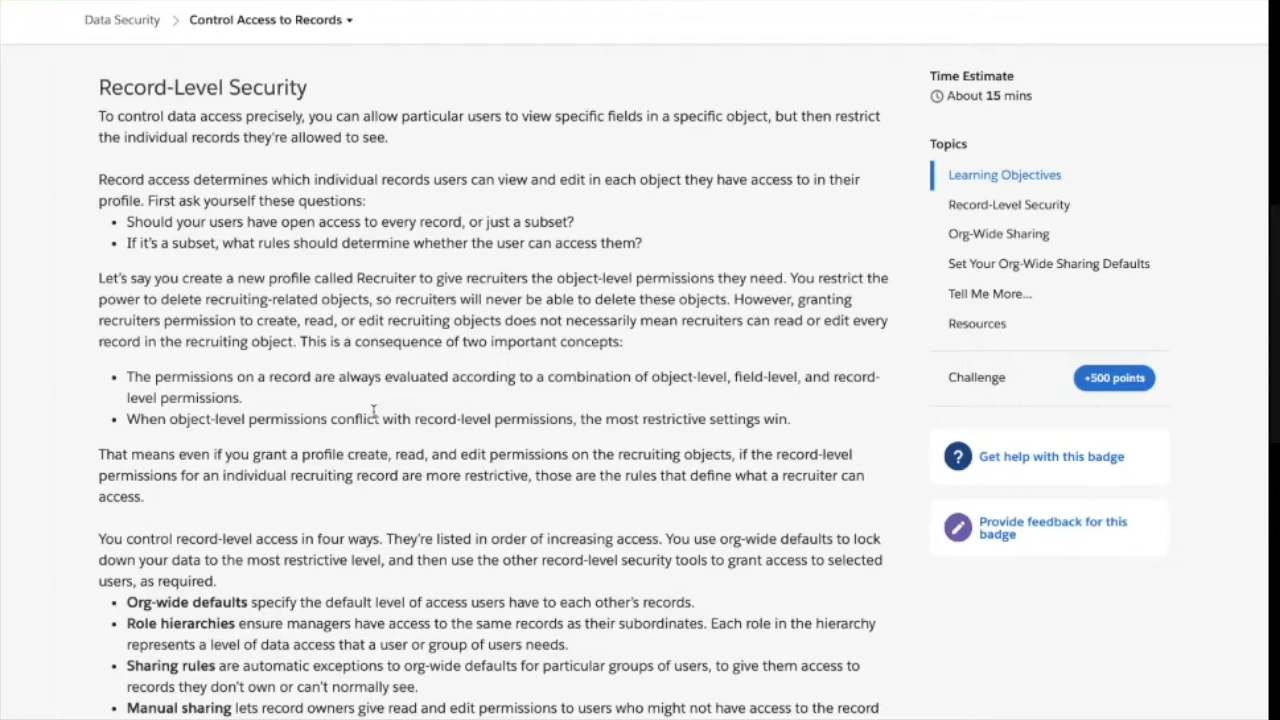 Data Security > Control Access to Records
Record-Level Security
To control data access precisely, you can allow particular users to view specific fields in a specific object, but then restrict
the individual records they're allowed to see.
Record access determines which individual records users can view and edit in each object they have access to in their
profile. First ask yourself these questions:
• Should your users have open access to every record, or just a subset?
• If it's a subset, what rules should determine whether the user can access them?
Let's say you create a new profile called Recruiter to give recruiters the object-level permissions they need. You restrict the
power to delete recruiting-related objects, so recruiters will never be able to delete these objects. However, granting
recruiters permission to create, read, or edit recruiting objects does not necessarily mean recruiters can read or edit every
record in the recruiting object. This is a consequence of two important concepts:
• The permissions on a record are always evaluated according to a combination of object-level, field-level, and record-
level permissions.
• When object-level permissions conflict with record-level permissions, the most restrictive settings win.
That means even if you grant a profile create, read, and edit permissions on the recruiting objects, if the record-level
permissions for an individual recruiting record are more restrictive, those are the rules that define what a recruiter can
access.
You control record-level access in four ways. They're listed in order of increasing access. You use org-wide defaults to lock
down your data to the most restrictive level, and then use the other record-level security tools to grant access to selected
users, as required.
• Org-wide defaults specify the default level of access users have to each other's records.
• Role hierarchies ensure managers have access to the same records as their subordinates. Each role in the hierarchy
represents a level of data access that a user or group of users needs.
• Sharing rules are automatic exceptions to org-wide defaults for particular groups of users, to give them access to
records they don't own or can't normally see.
• Manual sharing lets record owners give read and edit permissions to users who might not have access to the record
Time Estimate
About 15 mins
Topics
Learning Objectives
Record-Level Security
Org-Wide Sharing
Set Your Org-Wide Sharing Defaults
Tell Me More...
Resources
Challenge +500 points
? Get help with this badge
Provide feedback for this
badge